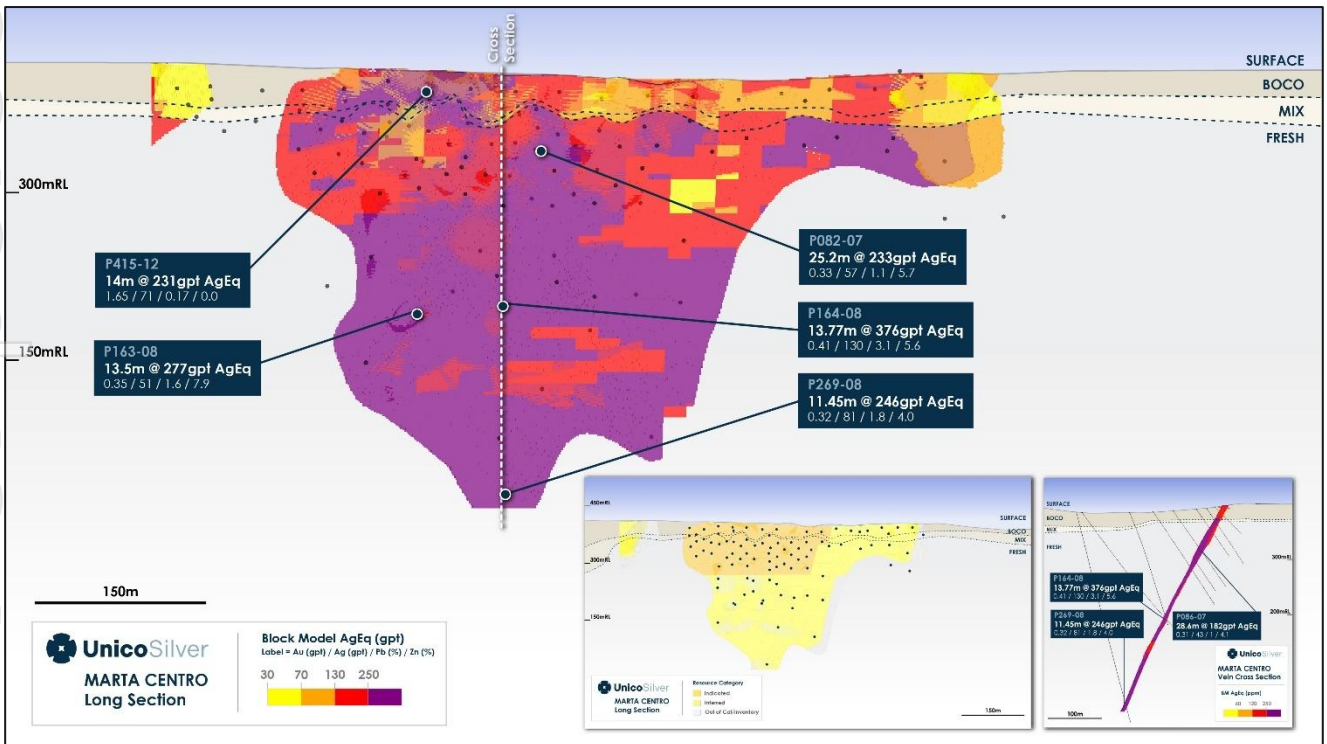 Cross
Section
SURFACE
BOCO
MIX
FRESH
300mRL
150mRL
P415-12
14m @ 231gpt AgEq
1.65 / 71 / 0.17 / 0.0
P163-08
13.5m @ 277gpt AgEq
0.35 / 51 / 1.6 / 7.9
P082-07
25.2m @ 233gpt AgEq
0.33 / 57 / 1.1 / 5.7
P164-08
13.77m @ 376gpt AgEq
0.41 / 130 / 3.1 / 5.6
P269-08
11.45m @ 246gpt AgEq
0.32 / 81 / 1.8 / 4.0
150m
UnicoSilver
MARTA CENTRO
Long Section
Block Model AgEq (gpt)
Label = Au (gpt) / Ag (gpt) / Pb (%) / Zn (%)
30 70 130 250
450mRL
300mRL
150mRL
SURFACE
BOCO
MIX
FRESH
UnicoSilver
MARTA CENTRO
Long Section
Resource Category
Indicated
Inferred
Out of Cat-Inventory
150m
SURFACE
BOCO
MIX
FRESH
300mRL
200mRL
P164-08
13.77m @ 376gpt AgEq
0.41 / 130 / 3.1 / 5.6
P269-08
11.45m @ 246gpt AgEq
0.32 / 81 / 1.8 / 4.0
P086-07
28.6m @ 182gpt AgEq
0.31 / 43 / 1 / 4.1
UnicoSilver
MARTA CENTRO
Vein Cross Section
BM AgEq (ppm)
100m